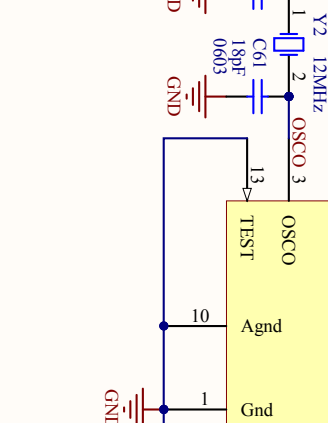 GND
1
Y2
12MHz
2
C61
18pF
0603
GND
OSCO
3
13
TEST
OSCO
10
Agnd
1
Gnd